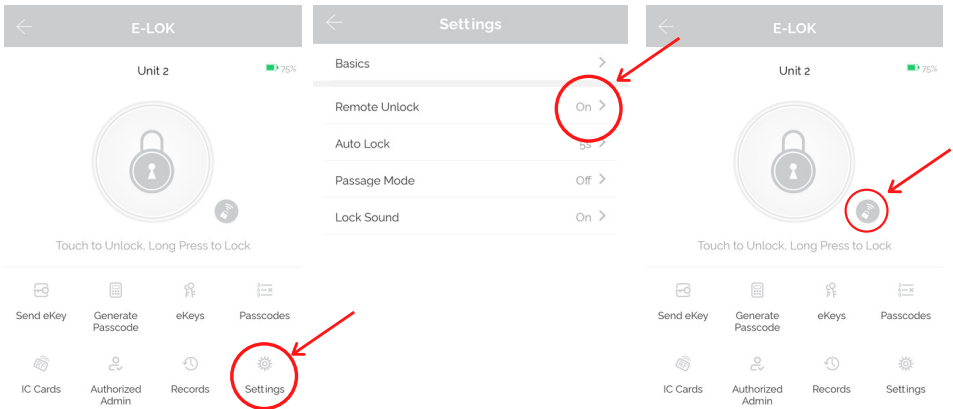 E-LOK
Unit 2
75%
Touch to Unlock, Long Press to Lock
Send eKey
Generate
Passcode
eKeys
Passcodes
IC Cards
Authorized
Admin
Records
Settings
Settings
Basics
Remote Unlock On
Auto Lock 5s
Passage Mode Off
Lock Sound On
E-LOK
Unit 2
75%
Touch to Unlock, Long Press to Lock
Send eKey
Generate
Passcode
eKeys
Passcodes
IC Cards
Authorized
Admin
Records
Settings